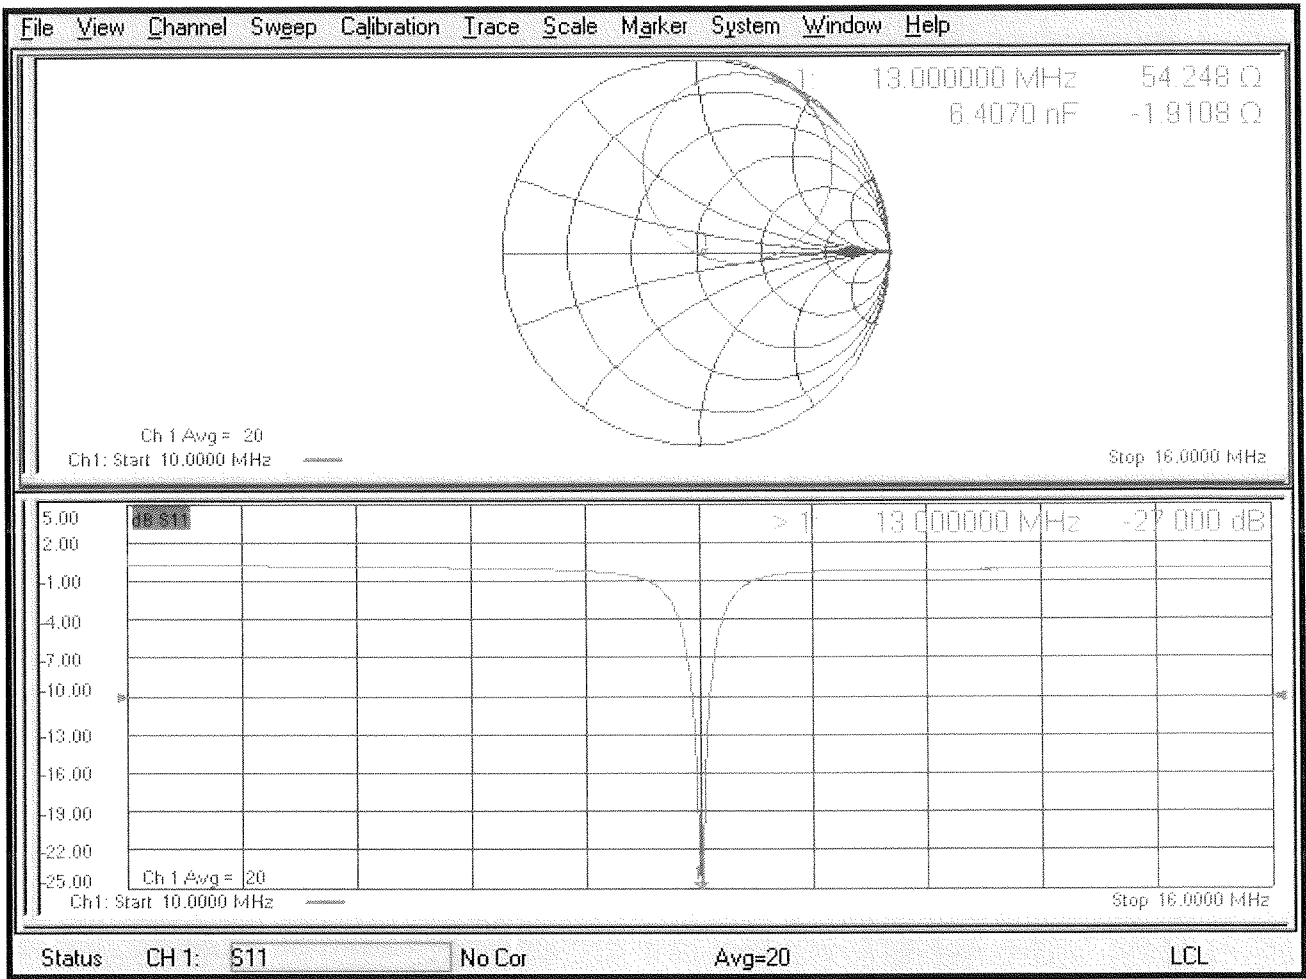 File View Channel Sweep Calibration Trace Scale Marker System Window Help
1: 13.000000 MHz 54.248 Ω
6.4070 nF -1.9108 Ω
Ch 1 Avg = 20
Ch1: Start 10.0000 MHz
Stop 16.0000 MHz
5.00
dB S11
> 1: 13.000000 MHz -27.000 dB
2.00
-1.00
-4.00
-7.00
-10.00
-13.00
-16.00
-19.00
-22.00
-25.00
Ch 1 Avg = 20
Ch1: Start 10.0000 MHz
Stop 16.0000 MHz
Status CH 1: S11 No Cor Avg=20 LCL